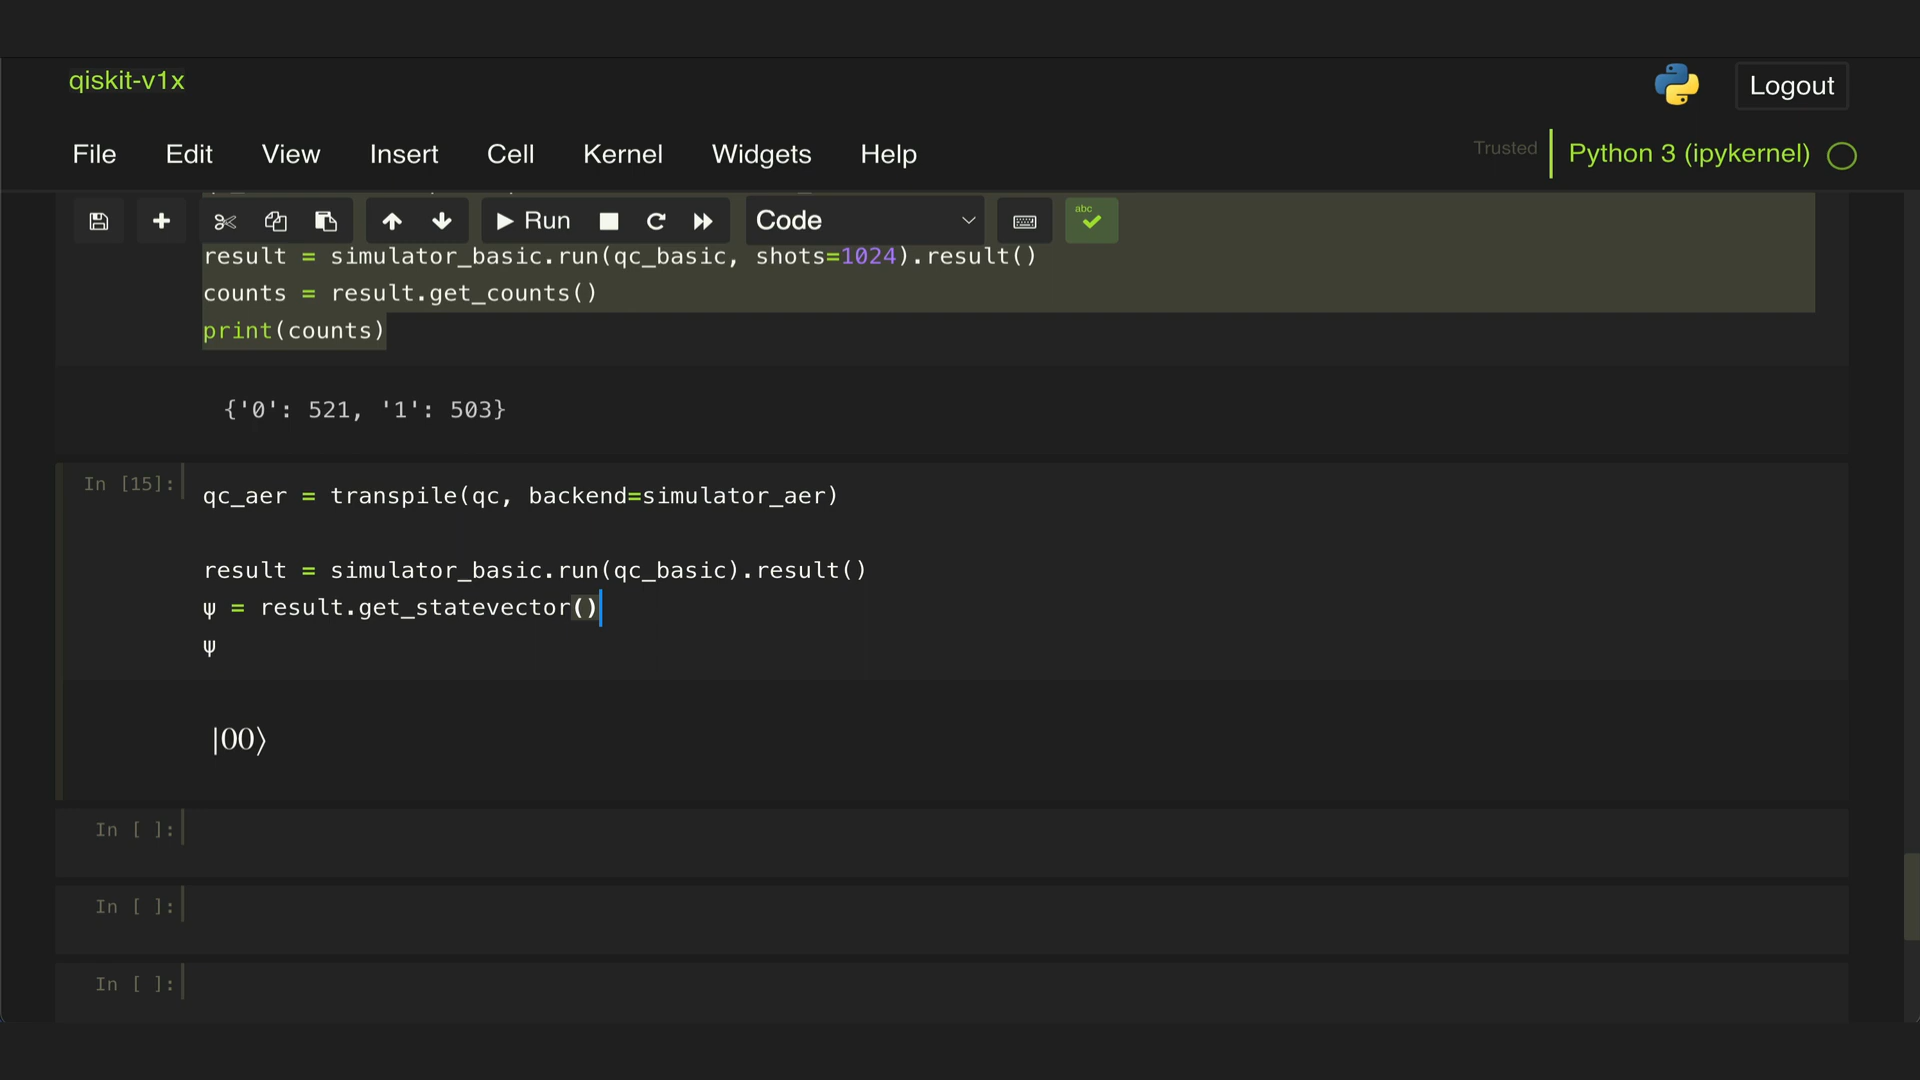 qiskit-v1x
Logout
File Edit View Insert Cell Kernel Widgets Help
Trusted
Python 3 (ipykernel)
Run
Code
abc
result = simulator_basic.run(qc_basic, shots=1024).result()
counts = result.get_counts()
print(counts)
{'0': 521, '1': 503}
In [15]:
qc_aer = transpile(qc, backend=simulator_aer)
result = simulator_basic.run(qc_basic).result()
ψ = result.get_statevector()
ψ
|00⟩
In [ ]:
In [ ]:
In [ ]: